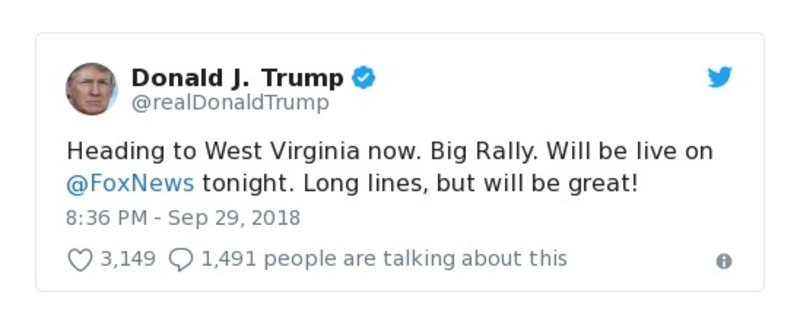 Donald J. Trump
@realDonaldTrump
Heading to West Virginia now. Big Rally. Will be live on
@FoxNews tonight. Long lines, but will be great!
8:36 PM - Sep 29, 2018
3,149 1,491 people are talking about this